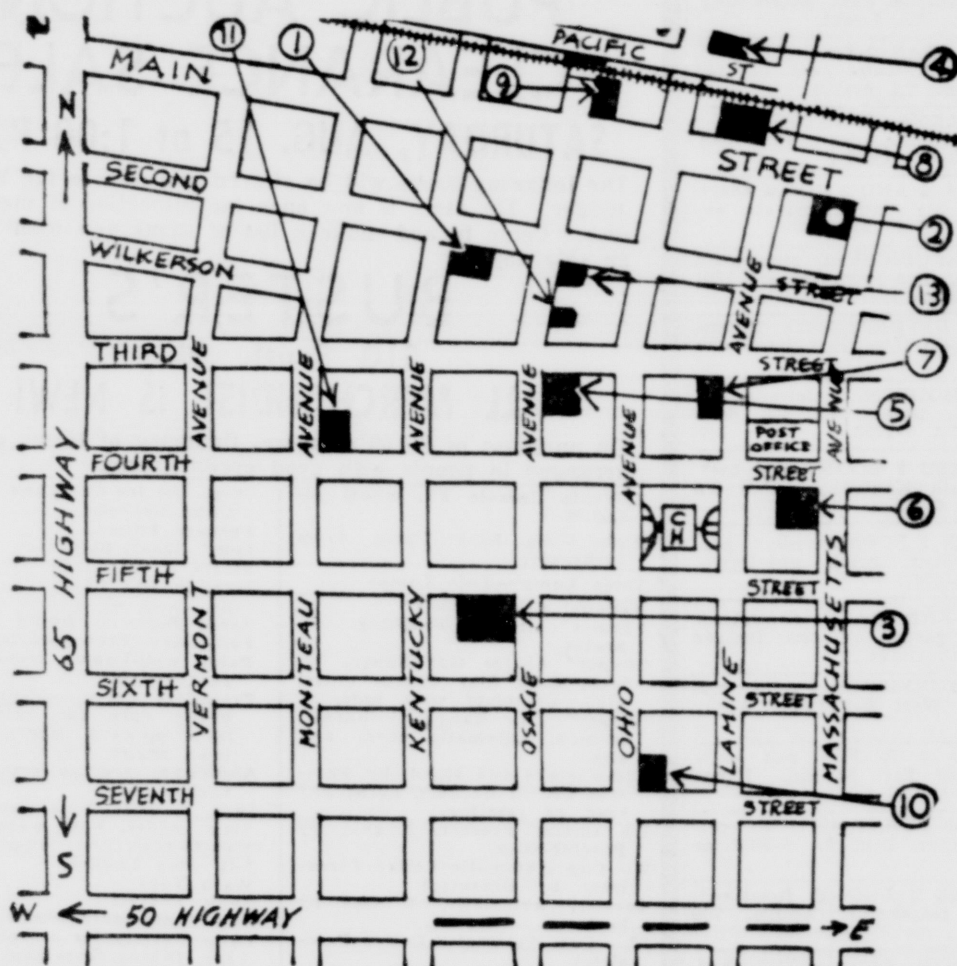 PACIFIC
ST
MAIN
11
1
12
9
4
8
N
STREET
SECOND
2
WILKERSON
STREET
13
AVENUE
THIRD
STREET
7
AVENUE
AVENUE
AVENUE
AVENUE
AVENUE
AVENUE
5
POST
OFFICE
FOURTH
STREET
65 HIGHWAY
C
H
6
FIFTH
STREET
3
VERMONT
MONITEAU
KENTUCKY
OSAGE
OHIO
LAMINE
MASSACHUSETTS
SIXTH
STREET
10
SEVENTH
STREET
S
W
50 HIGHWAY
E